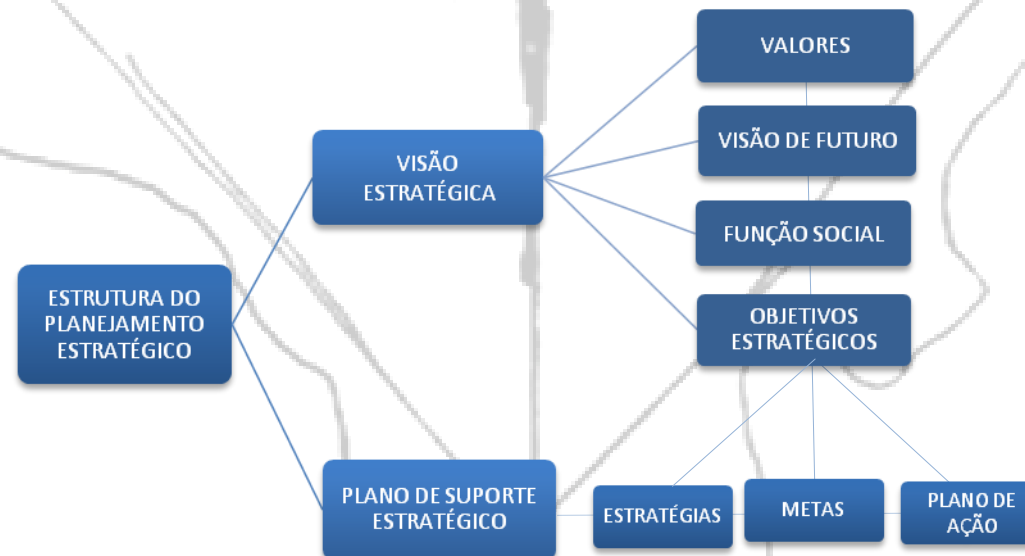 VALORES
VISÃO DE FUTURO
VISÃO
ESTRATÉGICA
FUNÇÃO SOCIAL
ESTRUTURA DO
PLANEJAMENTO
ESTRATÉGICO
OBJETIVOS
ESTRATÉGICOS
PLANO DE SUPORTE
ESTRATÉGICO
ESTRATÉGIAS
METAS
PLANO DE
AÇÃO